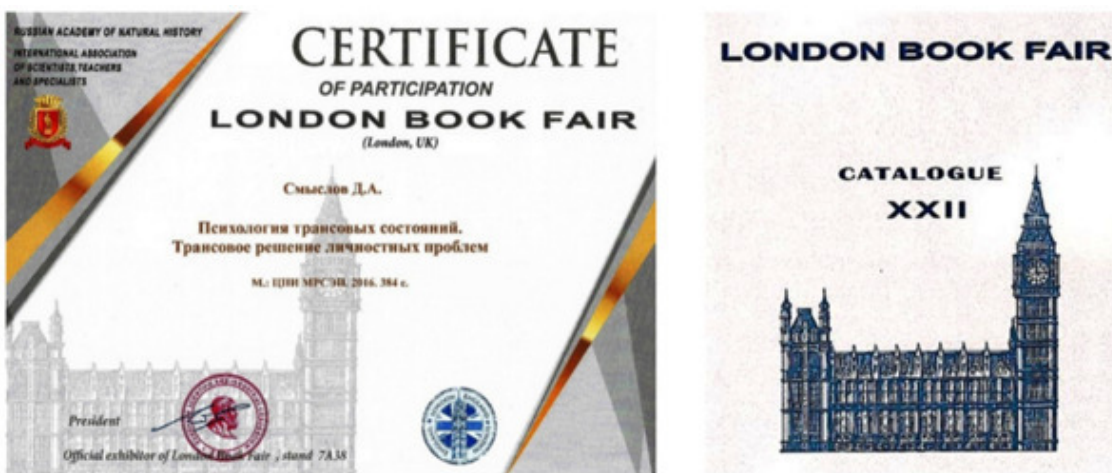 RUSSIAN ACADEMY OF NATURAL HISTORY
INTERNATIONAL ASSOCIATION
OF SCIENTISTS, TEACHERS
AND SPECIALISTS
CERTIFICATE
OF PARTICIPATION
LONDON BOOK FAIR
(London, UK)
Смыслов Д.А.
Психология трансовых состояний.
Трансовое решение личностных проблем
М.: 2016. 384 с.
President
Official exhibitor of London Book Fair , stand 7A38
LONDON BOOK FAIR
CATALOGUE
XXII